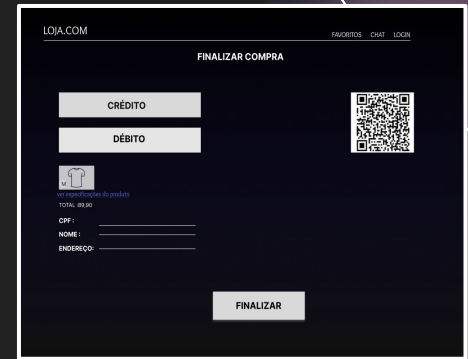 LOJA.COM
FAVORITOS CHAT LOGIN
FINALIZAR COMPRA
CRÉDITO
DÉBITO
M
ver especificações do produto
TOTAL :89,90
CPF :
NOME :
ENDEREÇO:
FINALIZAR